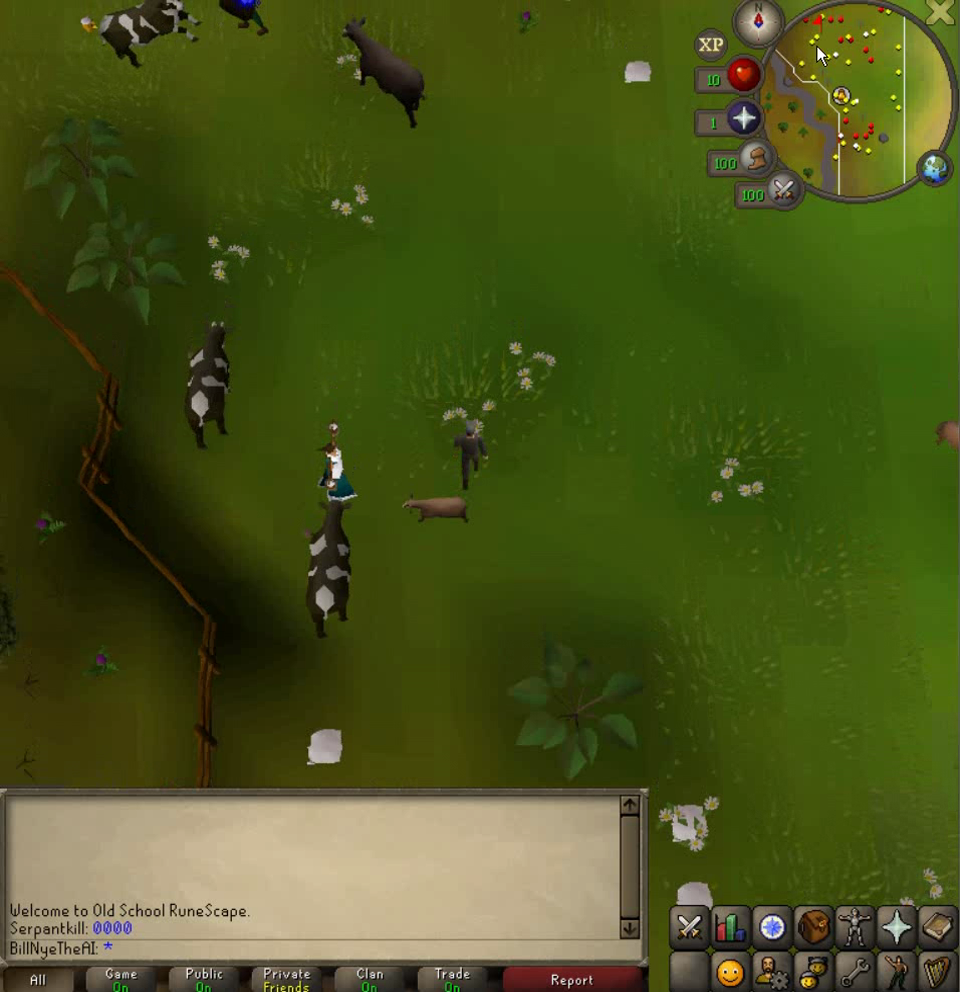 N
XP
10
1
100
100
Welcome to Old School RuneScape.
Serpantkill: 0000
BillNyeTheAI: *
All
Game
On
Public
On
Private
Friends
Clan
On
Trade
On
Report